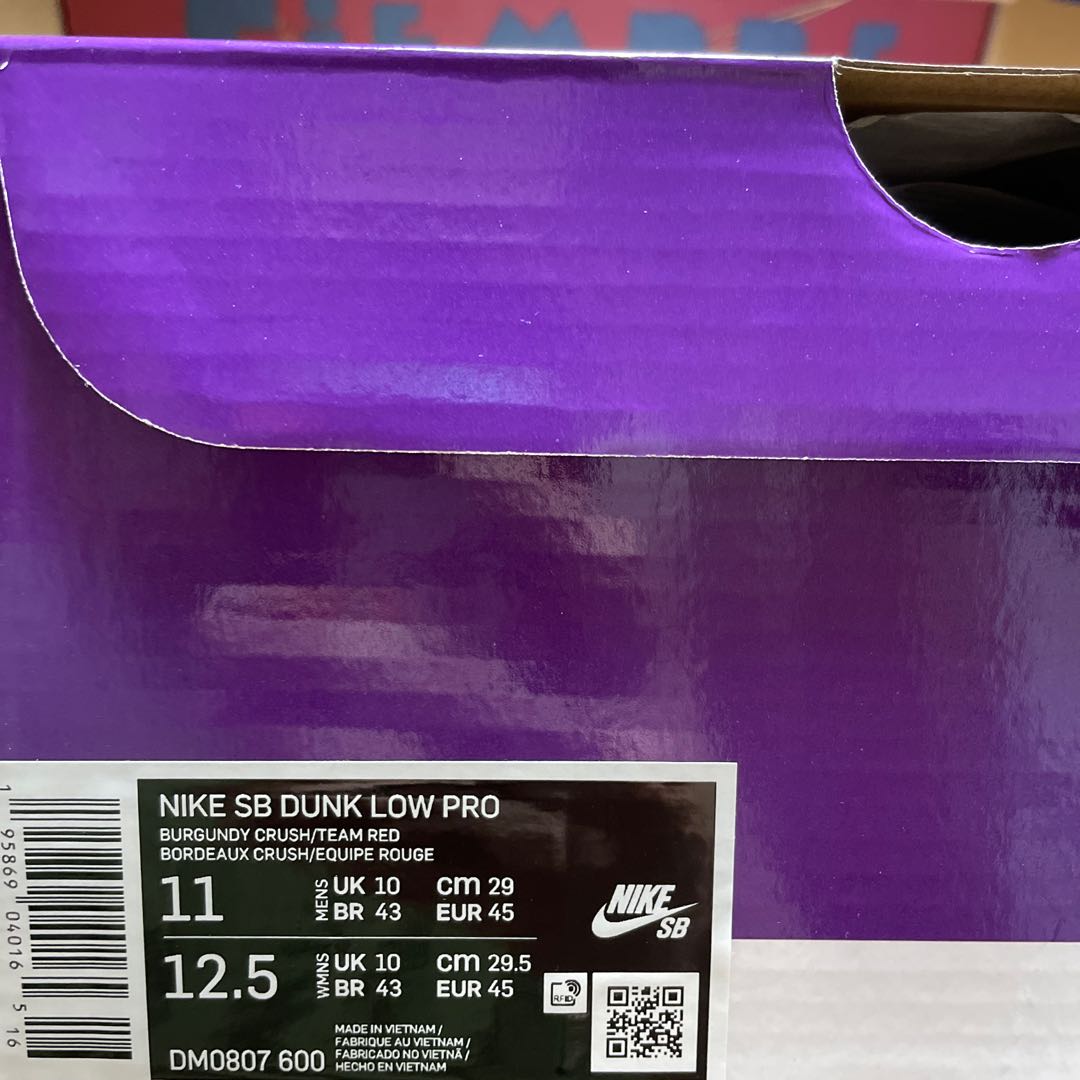 NIKE SB DUNK LOW PRO
BURGUNDY CRUSH/TEAM RED
BORDEAUX CRUSH/EQUIPE ROUGE
11 MENS UK 10 cm 29
BR 43 EUR 45
12.5 WMNS UK 10 cm 29.5
BR 43 EUR 45
NIKE
SB
RFID
DM0807 600
MADE IN VIETNAM /
FABRIQUE AU VIETNAM /
FABRICADO NO VIETNÃ /
HECHO EN VIETNAM
1 95869 04016 5 16